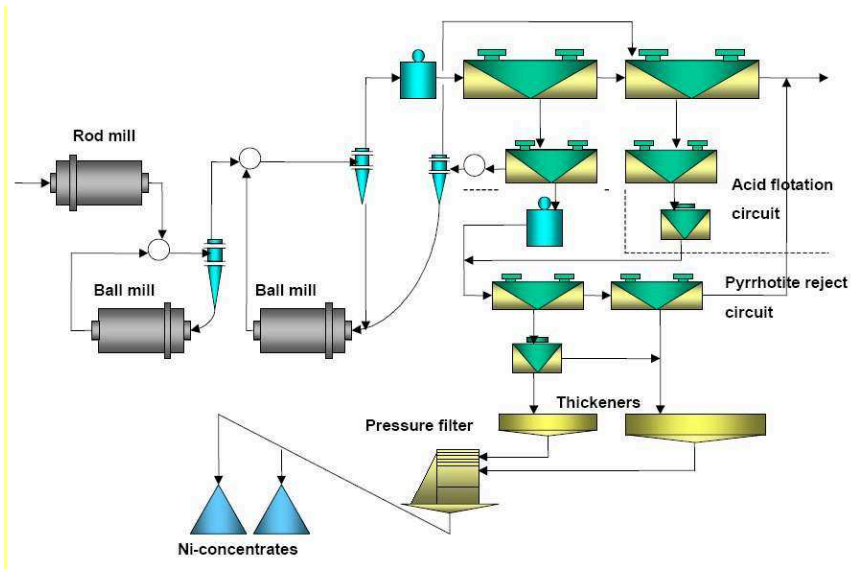 Rod mill
Acid flotation
circuit
Ball mill
Ball mill
Pyrrhotite reject
circuit
Thickeners
Pressure filter
Ni-concentrates